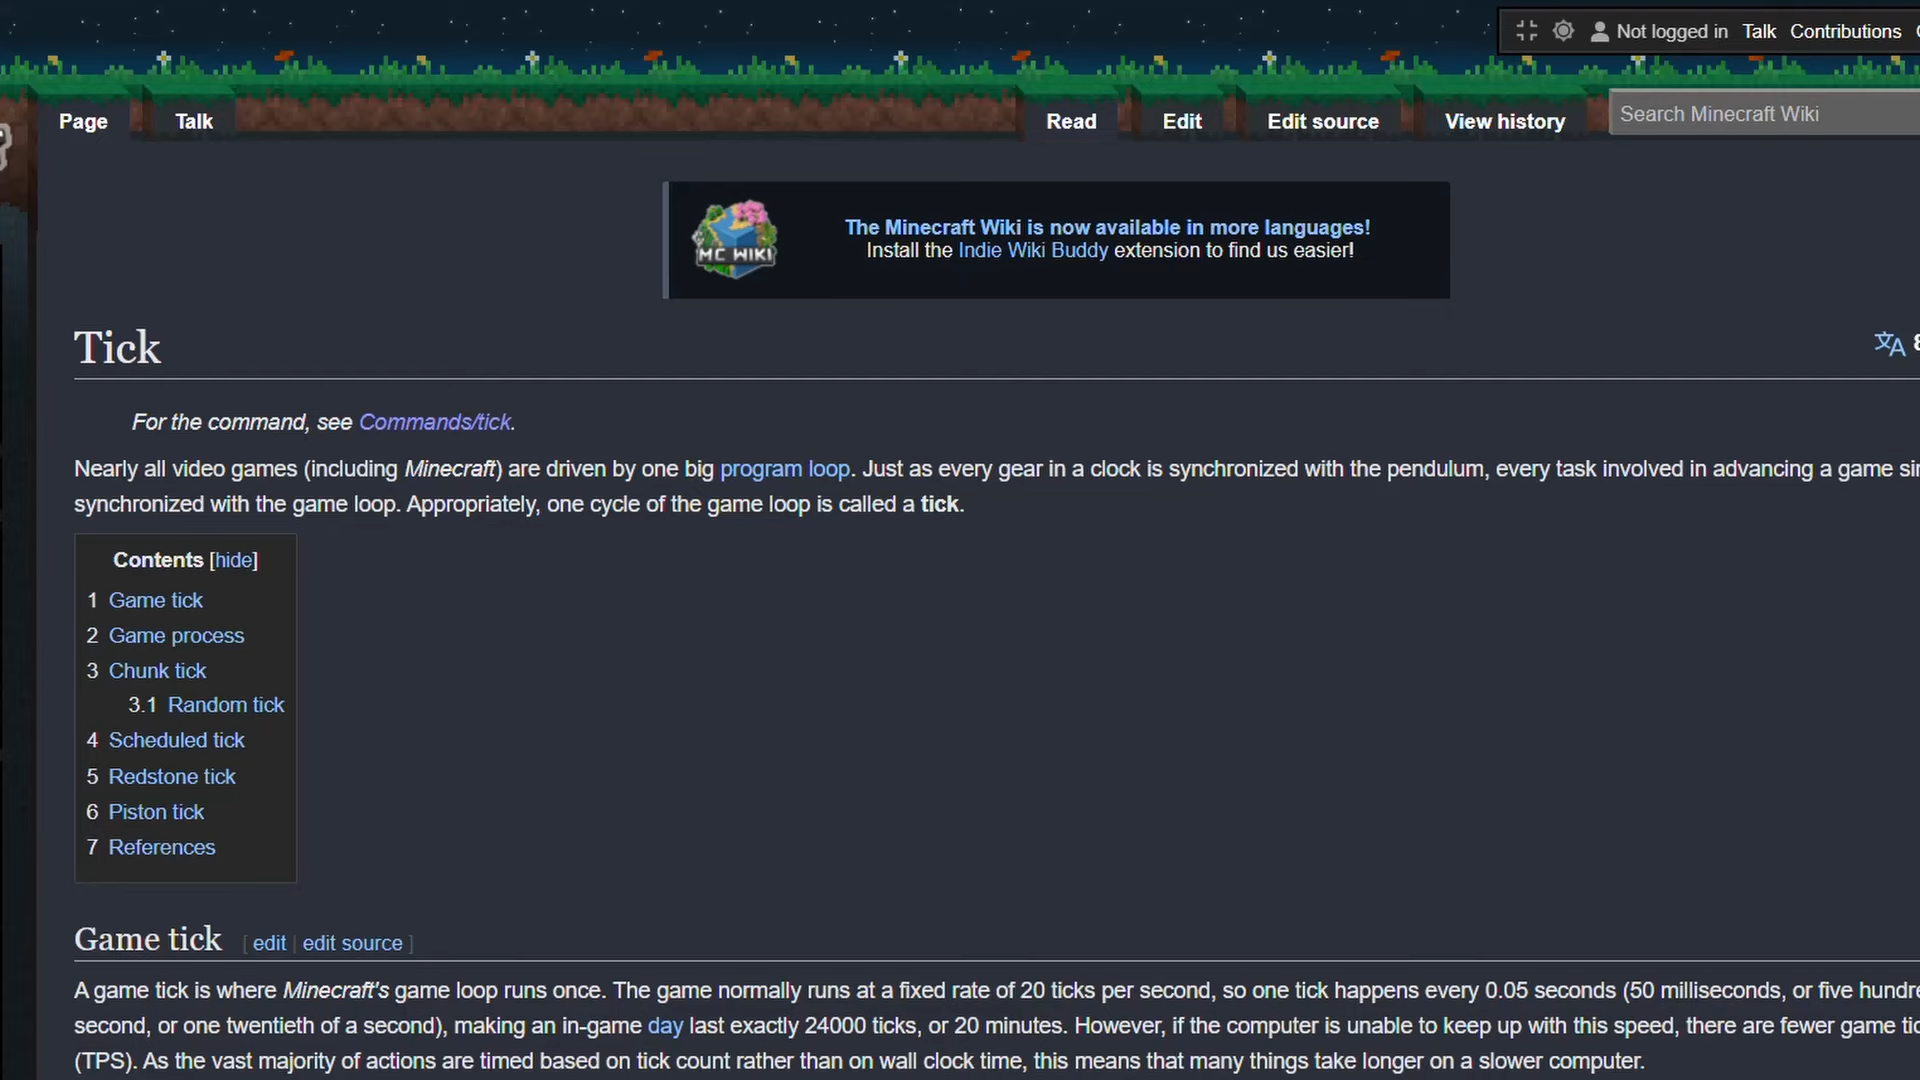 Not logged in Talk Contributions
Page Talk Read Edit Edit source View history Search Minecraft Wiki
MC WIKI
The Minecraft Wiki is now available in more languages!
Install the Indie Wiki Buddy extension to find us easier!
Tick
For the command, see Commands/tick.
Nearly all video games (including Minecraft) are driven by one big program loop. Just as every gear in a clock is synchronized with the pendulum, every task involved in advancing a game
synchronized with the game loop. Appropriately, one cycle of the game loop is called a tick.
Contents [hide]
1 Game tick
2 Game process
3 Chunk tick
3.1 Random tick
4 Scheduled tick
5 Redstone tick
6 Piston tick
7 References
Game tick [ edit | edit source ]
A game tick is where Minecraft's game loop runs once. The game normally runs at a fixed rate of 20 ticks per second, so one tick happens every 0.05 seconds (50 milliseconds, or five
second, or one twentieth of a second), making an in-game day last exactly 24000 ticks, or 20 minutes. However, if the computer is unable to keep up with this speed, there are fewer game
(TPS). As the vast majority of actions are timed based on tick count rather than on wall clock time, this means that many things take longer on a slower computer.